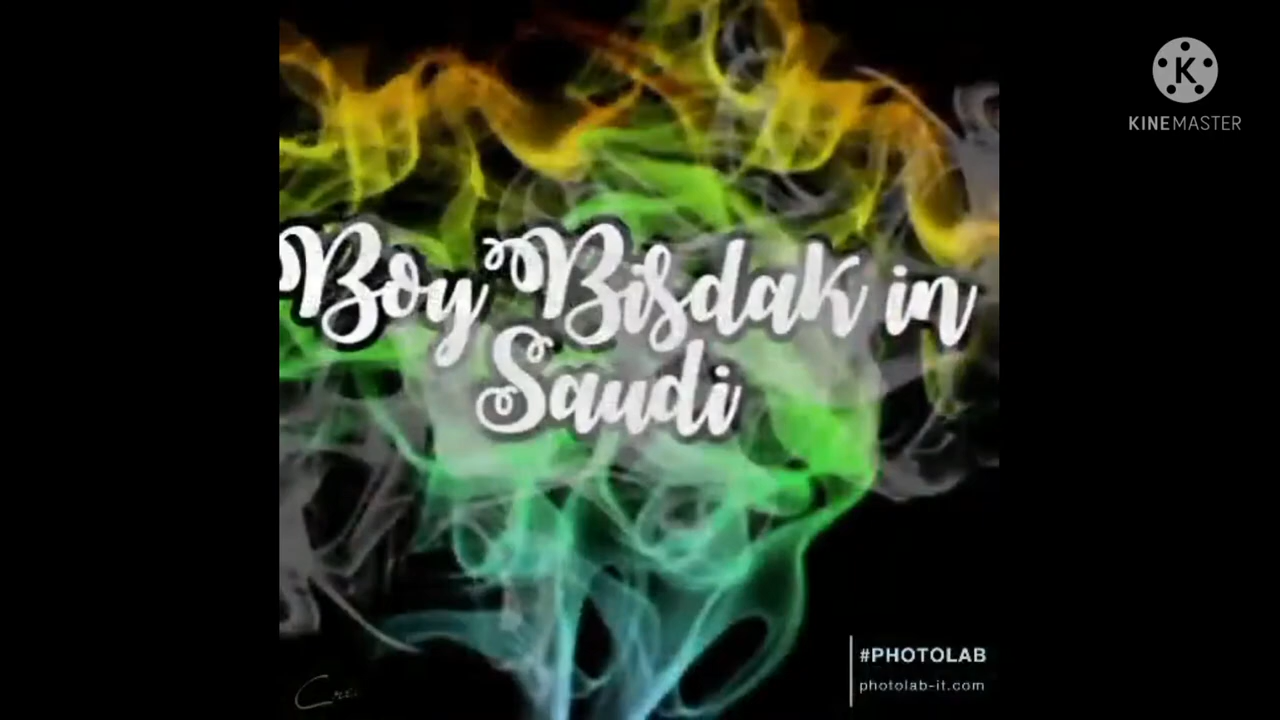 KINEMASTER
Boy Bisdak in
Saudi
#PHOTOLAB
photolab-it.com